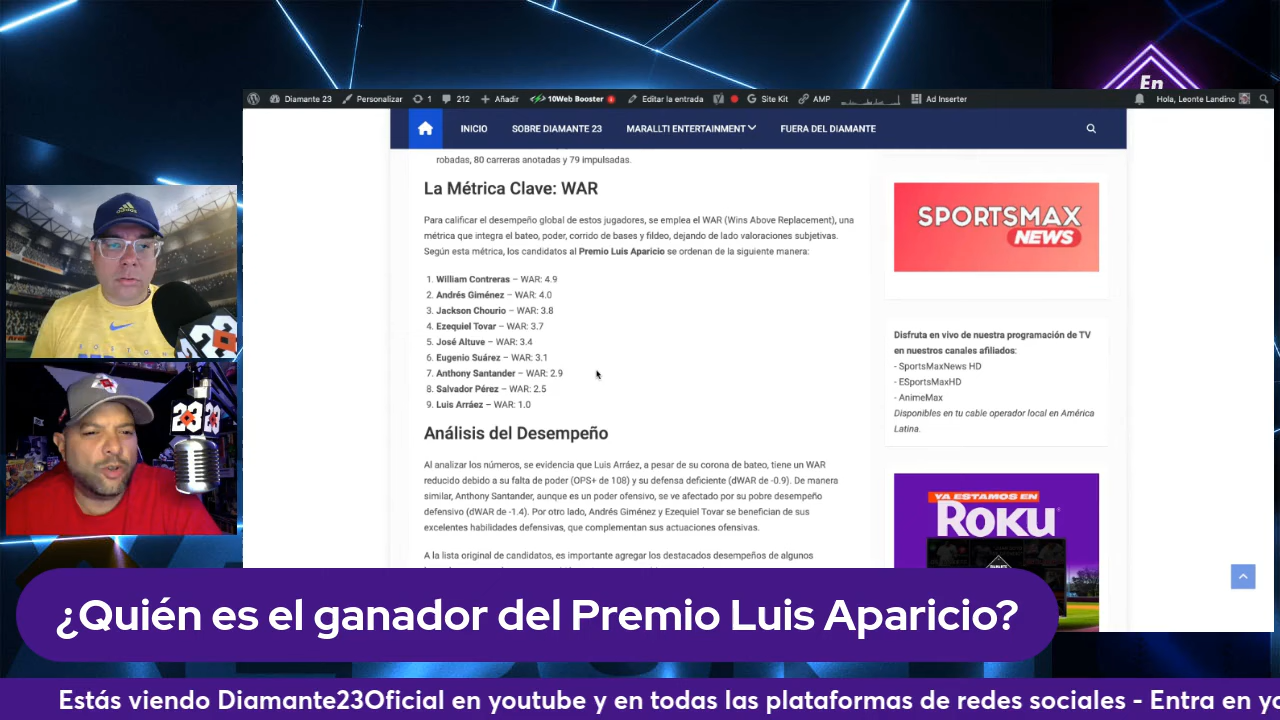 En
Diamante 23 Personalizar 1 212 Añadir 10Web Booster Editar la entrada Site Kit AMP Ad Inserter Hola, Leonte Landino
INICIO SOBRE DIAMANTE 23 MARALLTI ENTERTAINMENT FUERA DEL DIAMANTE
robadas, 80 carreras anotadas y 79 impulsadas.
La Métrica Clave: WAR
Para calificar el desempeño global de estos jugadores, se emplea el WAR (Wins Above Replacement), una
métrica que integra el bateo, poder, corrido de bases y fildeo, dejando de lado valoraciones subjetivas.
Según esta métrica, los candidatos al Premio Luis Aparicio se ordenan de la siguiente manera:
1. William Contreras – WAR: 4.9
2. Andrés Giménez – WAR: 4.0
3. Jackson Chourio – WAR: 3.8
4. Ezequiel Tovar – WAR: 3.7
5. José Altuve – WAR: 3.4
6. Eugenio Suárez – WAR: 3.1
7. Anthony Santander – WAR: 2.9
8. Salvador Pérez – WAR: 2.5
9. Luis Arráez – WAR: 1.0
Análisis del Desempeño
Al analizar los números, se evidencia que Luis Arráez, a pesar de su corona de bateo, tiene un WAR
reducido debido a su falta de poder (OPS+ de 108) y su defensa deficiente (dWAR de -0.9). De manera
similar, Anthony Santander, aunque es un poder ofensivo, se ve afectado por su pobre desempeño
defensivo (dWAR de -1.4). Por otro lado, Andrés Giménez y Ezequiel Tovar se benefician de sus
excelentes habilidades defensivas, que complementan sus actuaciones ofensivas.
A la lista original de candidatos, es importante agregar los destacados desempeños de algunos
SPORTSMAX
NEWS
Disfruta en vivo de nuestra programación de TV
en nuestros canales afiliados:
- SportsMaxNews HD
- ESportsMaxHD
- AnimeMax
Disponibles en tu cable operador local en América
Latina.
YA ESTAMOS EN
Roku
23
¿Quién es el ganador del Premio Luis Aparicio?
Estás viendo Diamante23Oficial en youtube y en todas las plataformas de redes sociales - Entra en